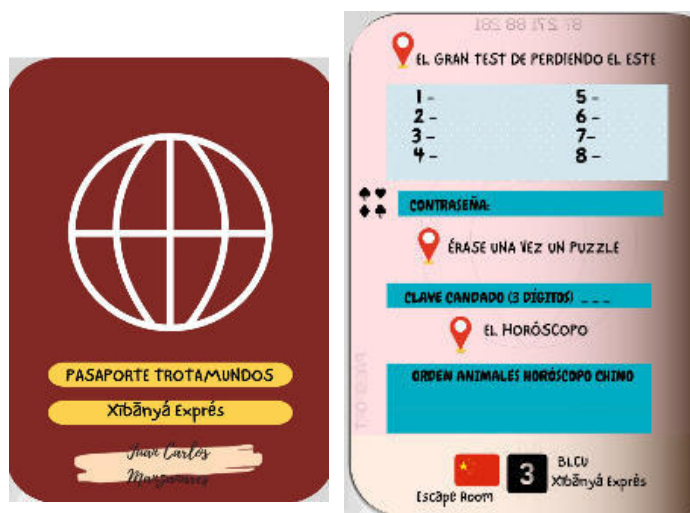 PASAPORTE TROTAMUNDOS
Xībānyá Exprés
Juan Carlos
Manzanares
EL GRAN TEST DE PERDIENDO EL ESTE
1 - 5 -
2 - 6 -
3 - 7-
4 - 8 -
CONTRASEÑA:
ÉRASE UNA VEZ UN PUZZLE
CLAVE CANDADO (3 DÍGITOS) _ _ _
EL HORÓSCOPO
ORDEN ANIMALES HORÓSCOPO CHINO
3
BLCU
Xībānyá Exprés
Escape Room